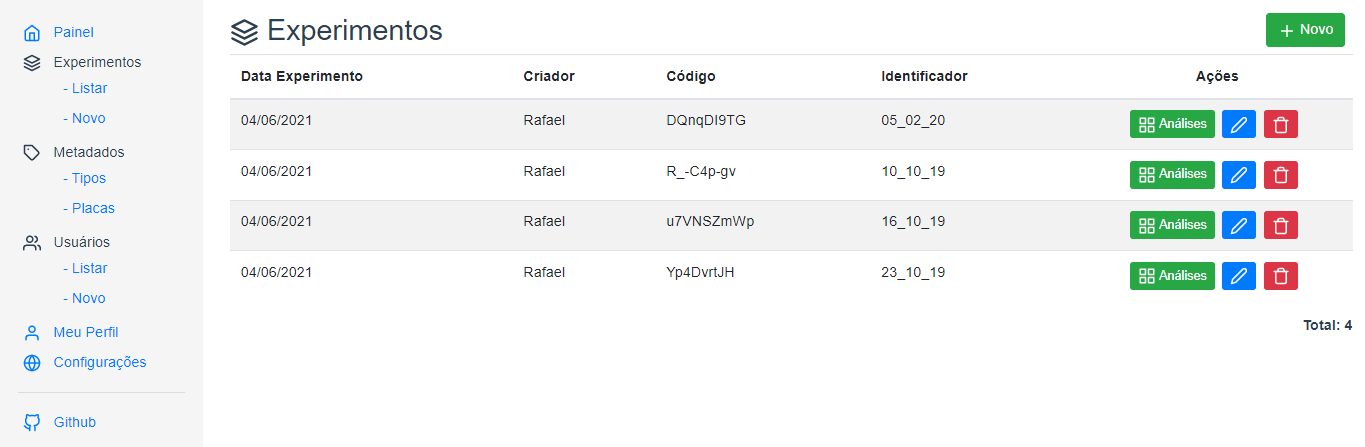 Painel
Experimentos
- Listar
- Novo
Metadados
- Tipos
- Placas
Usuários
- Listar
- Novo
Meu Perfil
Configurações
Github
Experimentos
+ Novo
Data Experimento Criador Código Identificador Ações
04/06/2021 Rafael DQnqDI9TG 05_02_20 Análises
04/06/2021 Rafael R_-C4p-gv 10_10_19 Análises
04/06/2021 Rafael u7VNSZmWp 16_10_19 Análises
04/06/2021 Rafael Yp4DvrtJH 23_10_19 Análises
Total: 4